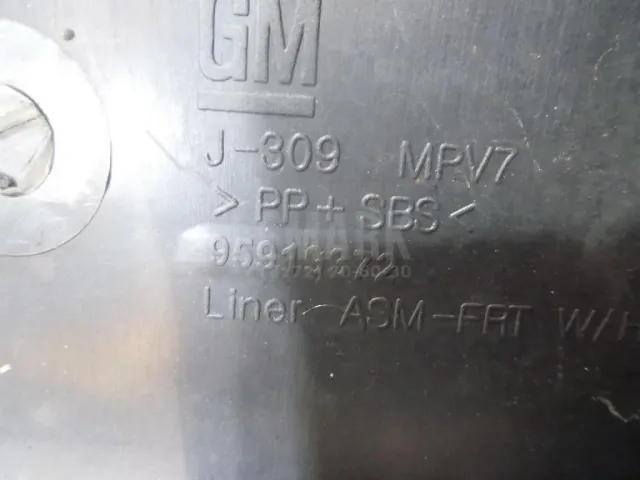 GM
J-309 MPV7
> PP + SBS <
Liner ASM-FRT